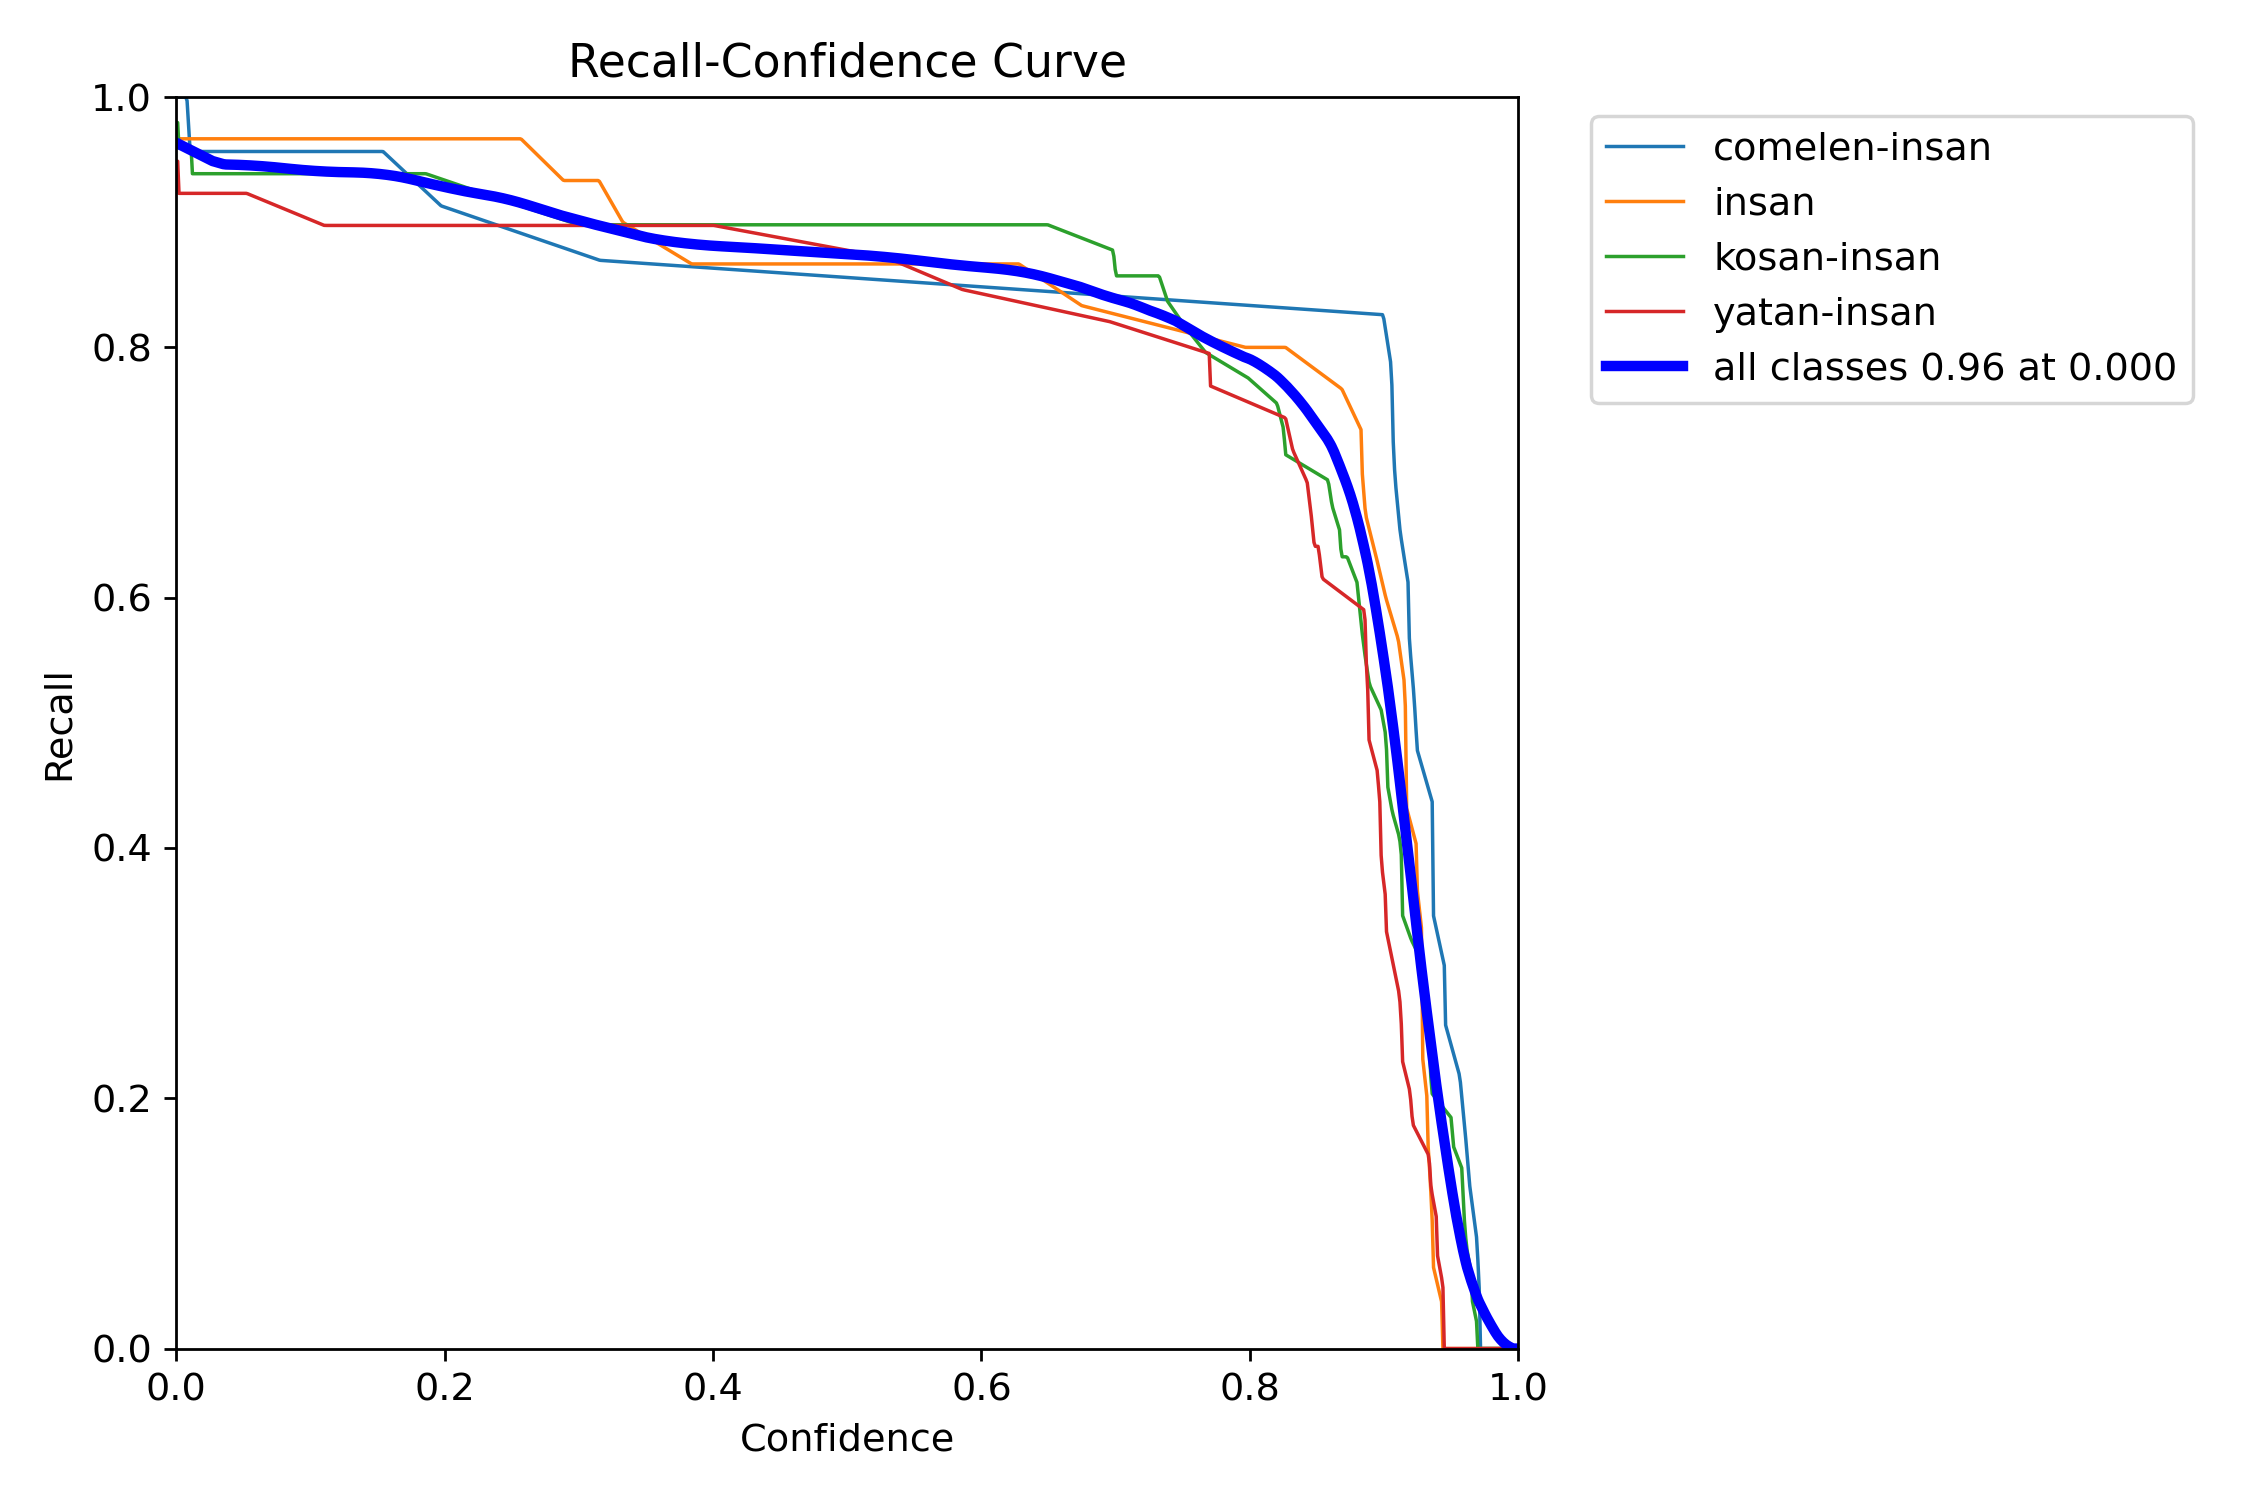 Recall-Confidence Curve
1.0
0.8
0.6
0.4
0.2
0.0
Recall
0.0 0.2 0.4 0.6 0.8 1.0
Confidence
comelen-insan
insan
kosan-insan
yatan-insan
all classes 0.96 at 0.000